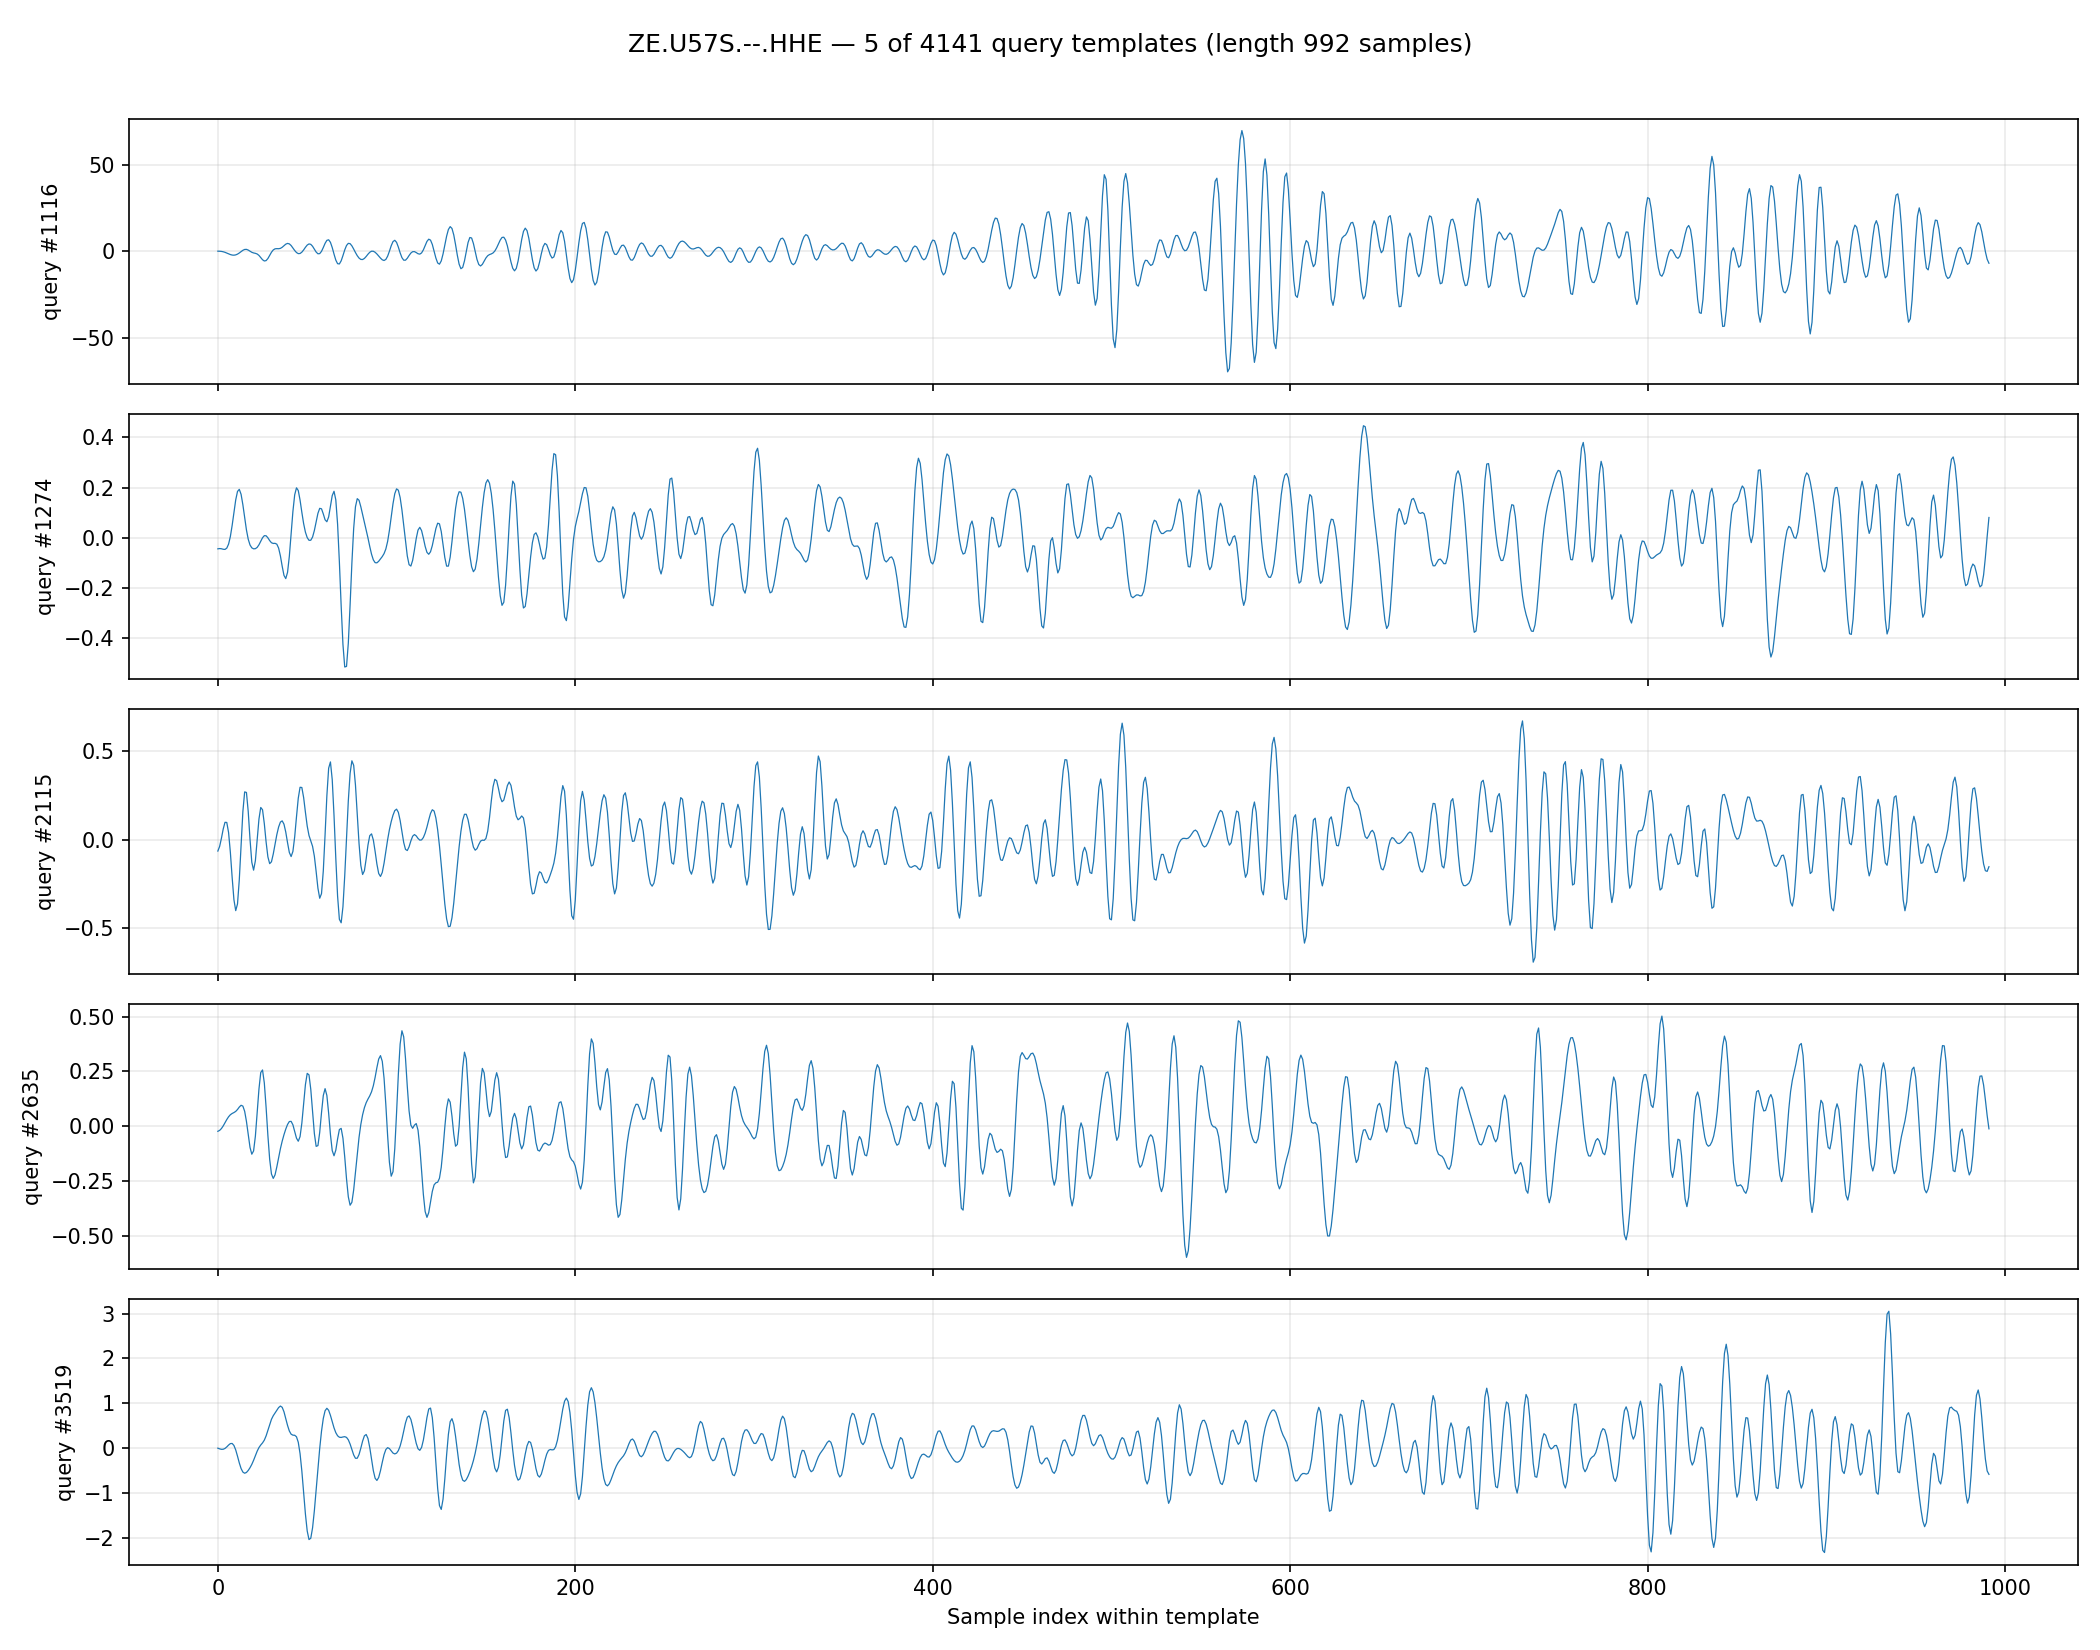 ZE.U57S.--.HHE — 5 of 4141 query templates (length 992 samples)
query #1116
50
0
−50
query #1274
0.4
0.2
0.0
−0.2
−0.4
query #2115
0.5
0.0
−0.5
query #2635
0.50
0.25
0.00
−0.25
−0.50
query #3519
3
2
1
0
−1
−2
0 200 400 600 800 1000
Sample index within template